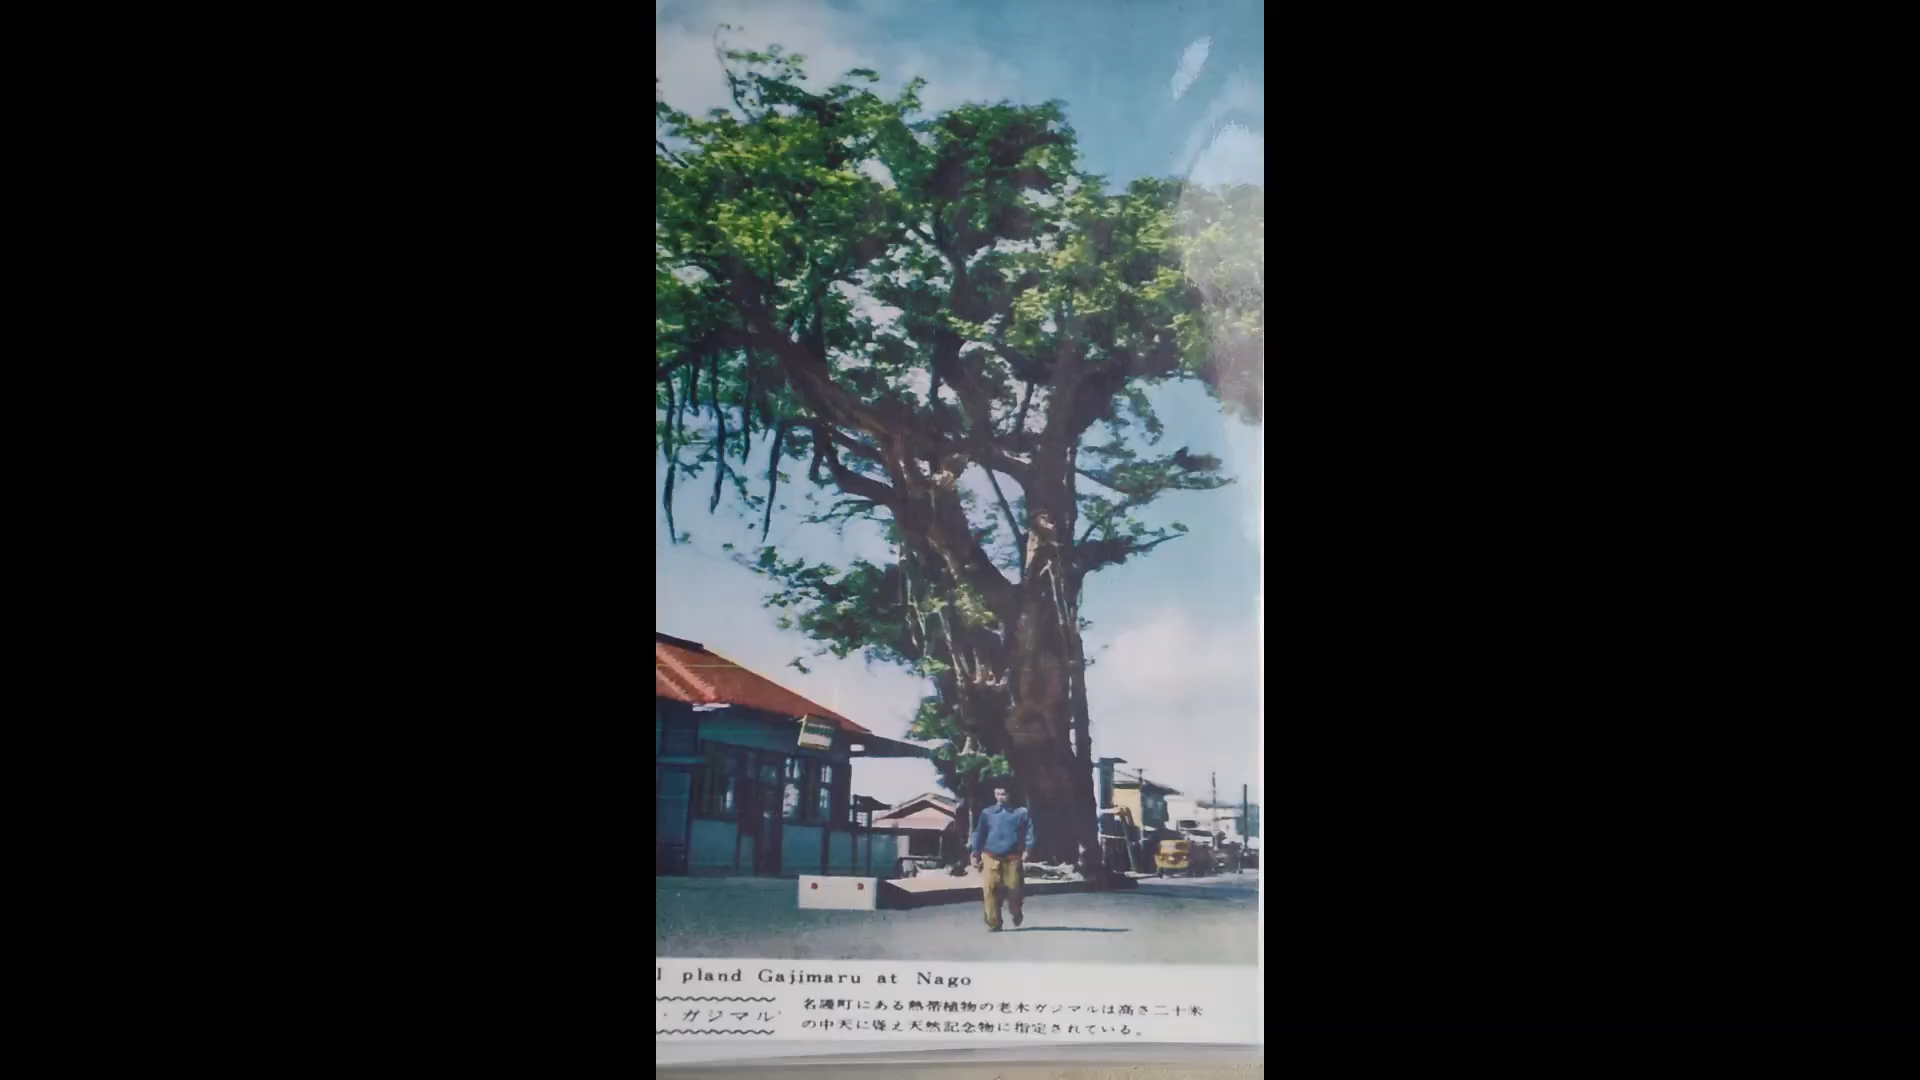 l pland Gajimaru at Nago
・ガジマル
名護町にある熱帯植物の老木ガジマルは高さ二十米
の中天に聳え天然記念物に指定されている。